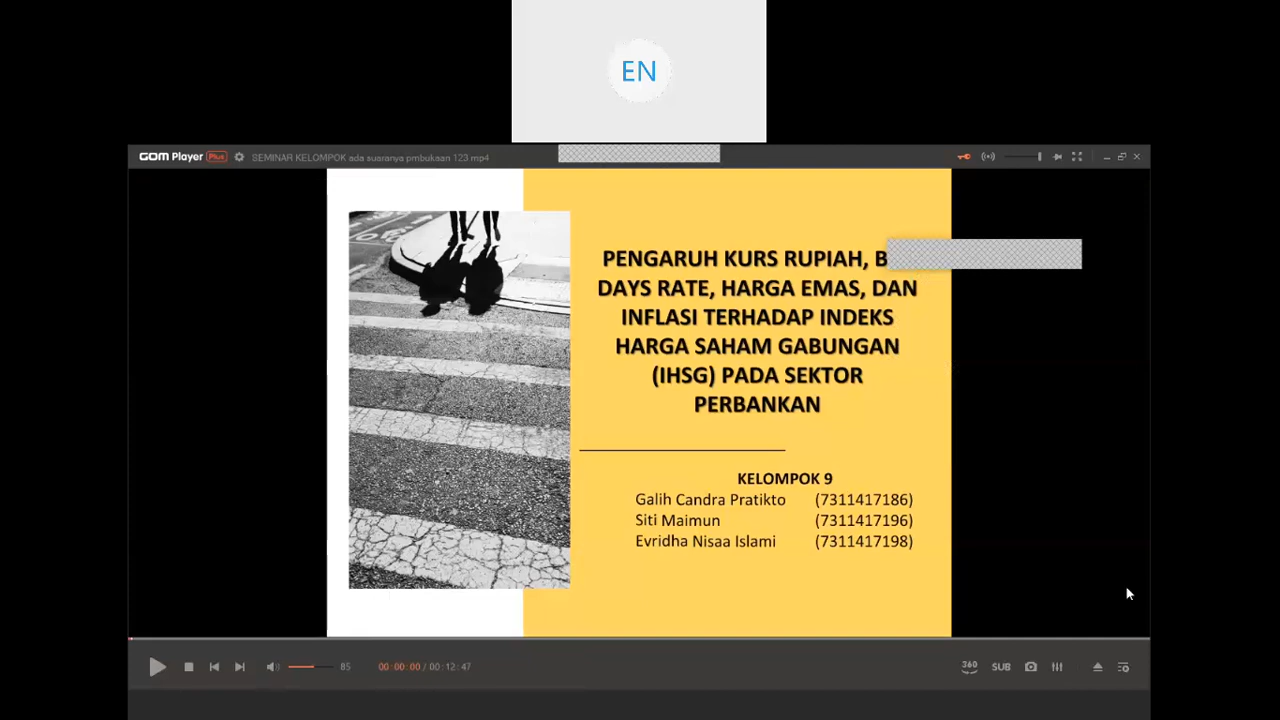 EN
GOM Player Plus SEMINAR KELOMPOK ada suaranya pmbukaan 123.mp4
PENGARUH KURS RUPIAH,
DAYS RATE, HARGA EMAS, DAN
INFLASI TERHADAP INDEKS
HARGA SAHAM GABUNGAN
(IHSG) PADA SEKTOR
PERBANKAN
KELOMPOK 9
Galih Candra Pratikto (7311417186)
Siti Maimun (7311417196)
Evridha Nisaa Islami (7311417198)
85 00:00:00 / 00:12:47 360 SUB